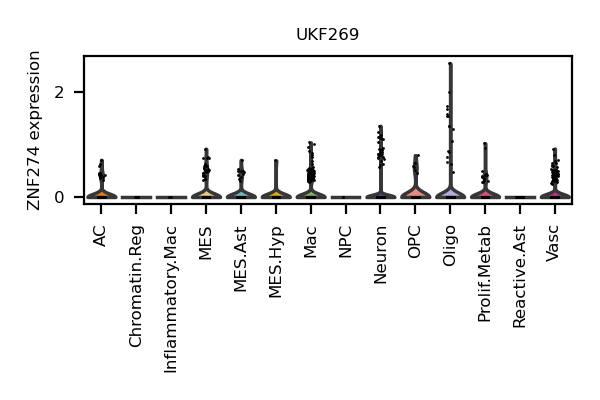 UKF269
ZNF274 expression
2
0
AC
Chromatin.Reg
Inflammatory.Mac
MES
MES.Ast
MES.Hyp
Mac
NPC
Neuron
OPC
Oligo
Prolif.Metab
Reactive.Ast
Vasc